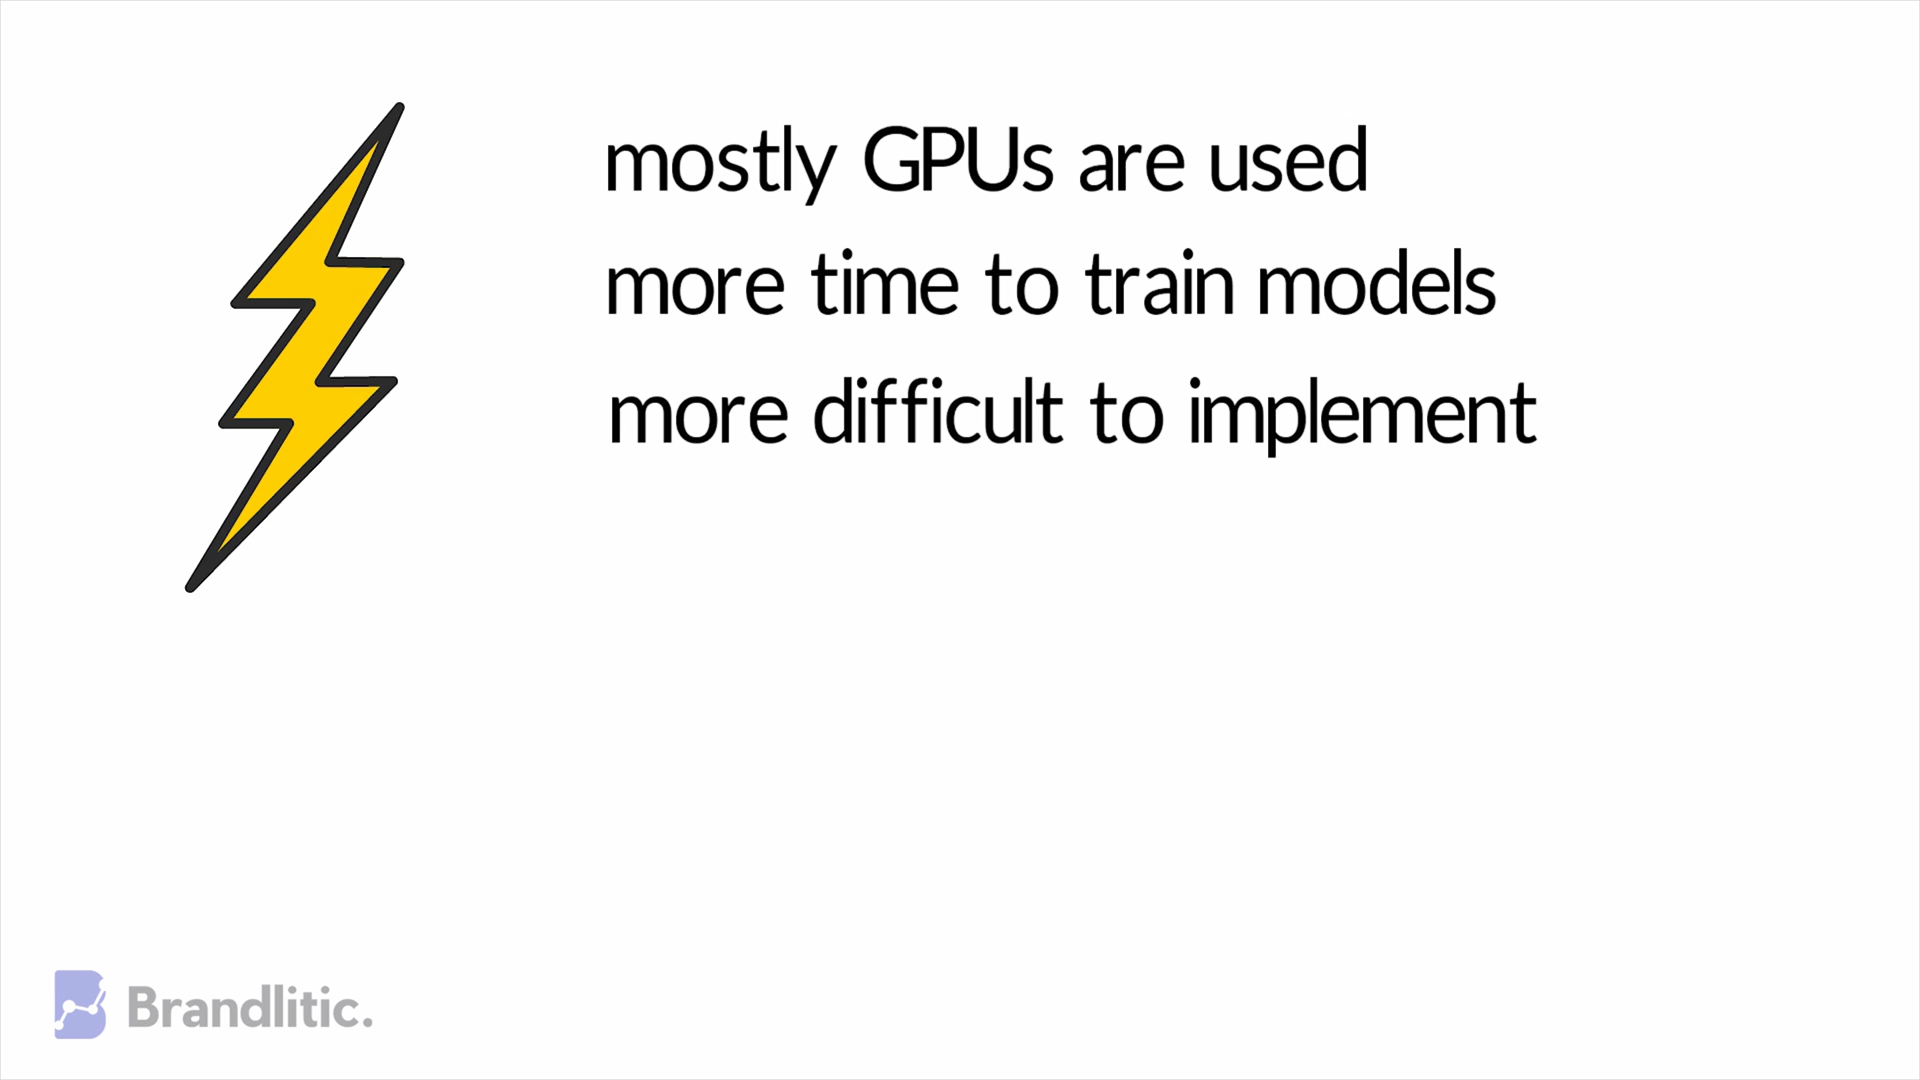 mostly GPUs are used
more time to train models
more difficult to implement
Brandlitic.